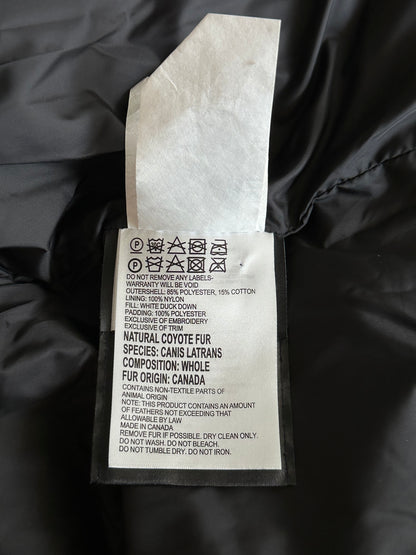 DO NOT REMOVE ANY LABELS-
WARRANTY WILL BE VOID
OUTERSHELL: 85% POLYESTER, 15% COTTON
LINING: 100% NYLON
FILL: WHITE DUCK DOWN
PADDING: 100% POLYESTER
EXCLUSIVE OF EMBROIDERY
EXCLUSIVE OF TRIM
NATURAL COYOTE FUR
SPECIES: CANIS LATRANS
COMPOSITION: WHOLE
FUR ORIGIN: CANADA
CONTAINS NON-TEXTILE PARTS OF
ANIMAL ORIGIN
NOTE: THIS PRODUCT CONTAINS AN AMOUNT
OF FEATHERS NOT EXCEEDING THAT
ALLOWABLE BY LAW
MADE IN CANADA
REMOVE FUR IF POSSIBLE. DRY CLEAN ONLY.
DO NOT WASH. DO NOT BLEACH.
DO NOT TUMBLE DRY. DO NOT IRON.